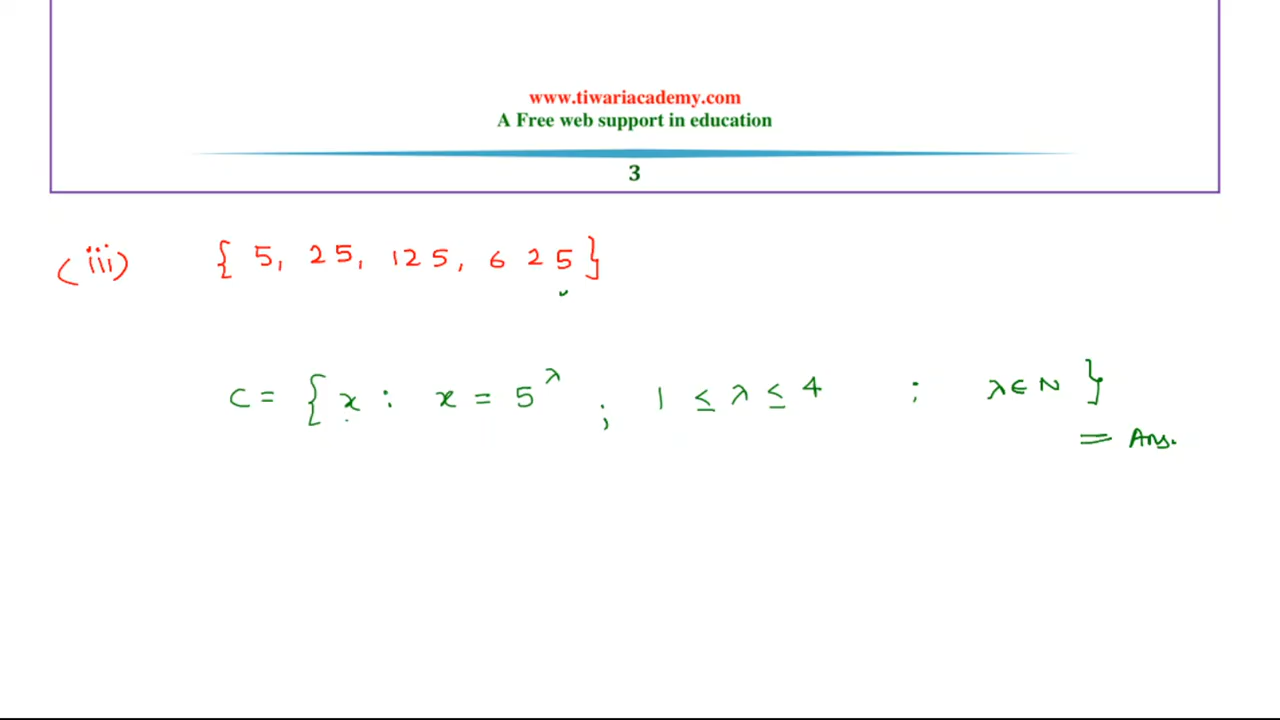 www.tiwariacademy.com
A Free web support in education
3
(iii) { 5, 25, 125, 625 }
C = { x : x = 5^λ ; 1 ≤ λ ≤ 4 ; λ ∈ N }
= Ans.